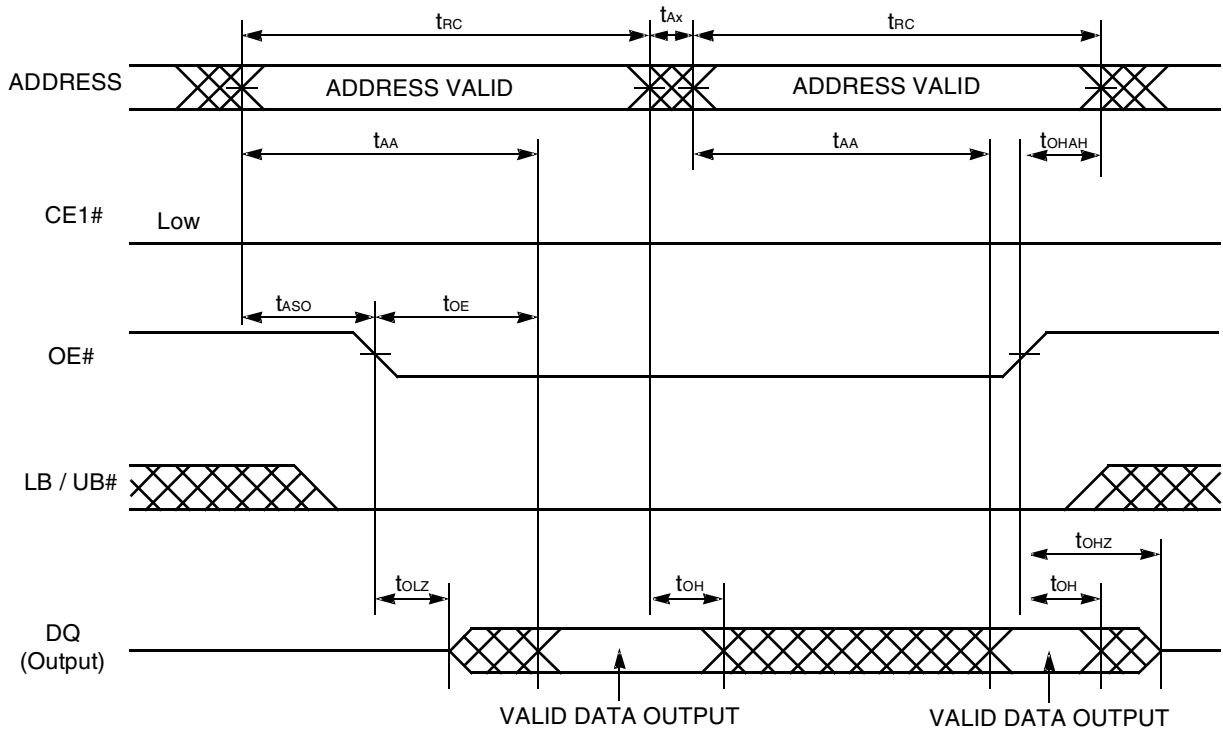 tRC tAx tRC
ADDRESS ADDRESS VALID ADDRESS VALID
tAA tAA tOHAH
CE1# Low
tASO tOE
OE#
LB / UB#
tOHZ
tOLZ tOH tOH
DQ
(Output)
VALID DATA OUTPUT VALID DATA OUTPUT